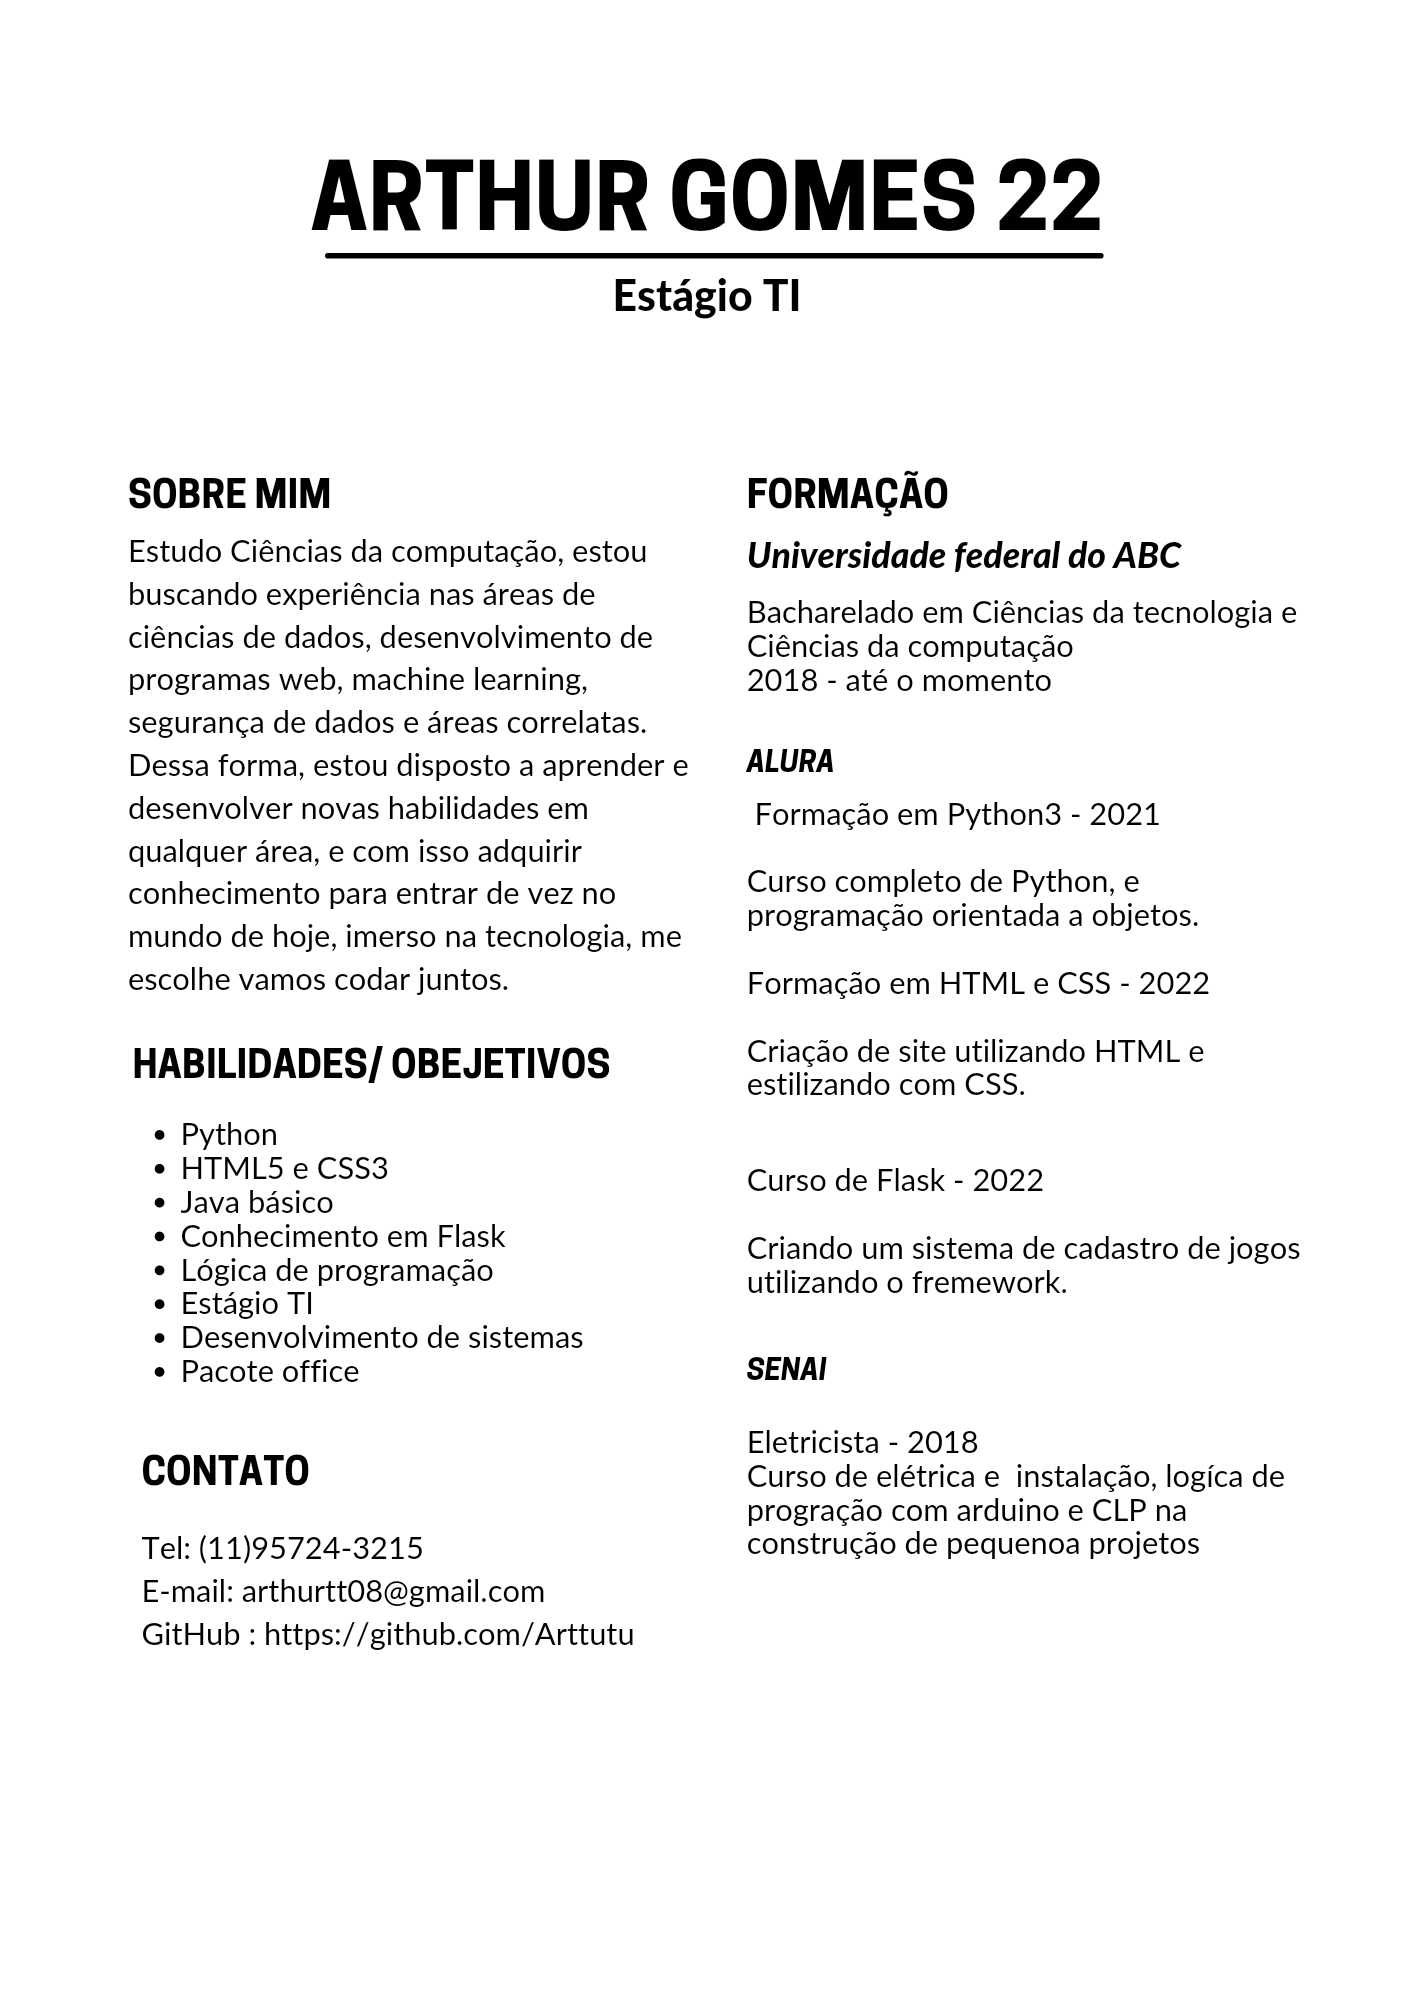 ARTHUR GOMES 22
Estágio TI
SOBRE MIM
Estudo Ciências da computação, estou
buscando experiência nas áreas de
ciências de dados, desenvolvimento de
programas web, machine learning,
segurança de dados e áreas correlatas.
Dessa forma, estou disposto a aprender e
desenvolver novas habilidades em
qualquer área, e com isso adquirir
conhecimento para entrar de vez no
mundo de hoje, imerso na tecnologia, me
escolhe vamos codar juntos.
HABILIDADES/ OBEJETIVOS
• Python
• HTML5 e CSS3
• Java básico
• Conhecimento em Flask
• Lógica de programação
• Estágio TI
• Desenvolvimento de sistemas
• Pacote office
CONTATO
Tel: (11)95724-3215
E-mail: arthurtt08@gmail.com
GitHub : https://github.com/Arttutu
FORMAÇÃO
Universidade federal do ABC
Bacharelado em Ciências da tecnologia e
Ciências da computação
2018 - até o momento
ALURA
Formação em Python3 - 2021
Curso completo de Python, e
programação orientada a objetos.
Formação em HTML e CSS - 2022
Criação de site utilizando HTML e
estilizando com CSS.
Curso de Flask - 2022
Criando um sistema de cadastro de jogos
utilizando o fremework.
SENAI
Eletricista - 2018
Curso de elétrica e  instalação, logíca de
progração com arduino e CLP na
construção de pequenoa projetos